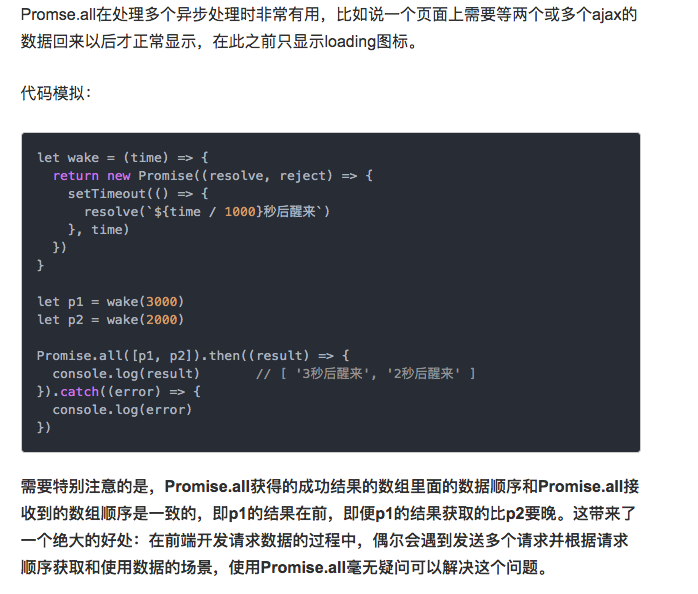 Promse.all在处理多个异步处理时非常有用，比如说一个页面上需要等两个或多个ajax的
数据回来以后才正常显示，在此之前只显示loading图标。
代码模拟：
let wake = (time) => {
  return new Promise((resolve, reject) => {
    setTimeout(() => {
      resolve(`${time / 1000}秒后醒来`)
    }, time)
  })
}
let p1 = wake(3000)
let p2 = wake(2000)
Promise.all([p1, p2]).then((result) => {
  console.log(result)       // [ '3秒后醒来', '2秒后醒来' ]
}).catch((error) => {
  console.log(error)
})
需要特别注意的是，Promise.all获得的成功结果的数组里面的数据顺序和Promise.all接
收到的数组顺序是一致的，即p1的结果在前，即便p1的结果获取的比p2要晚。这带来了
一个绝大的好处：在前端开发请求数据的过程中，偶尔会遇到发送多个请求并根据请求
顺序获取和使用数据的场景，使用Promise.all毫无疑问可以解决这个问题。